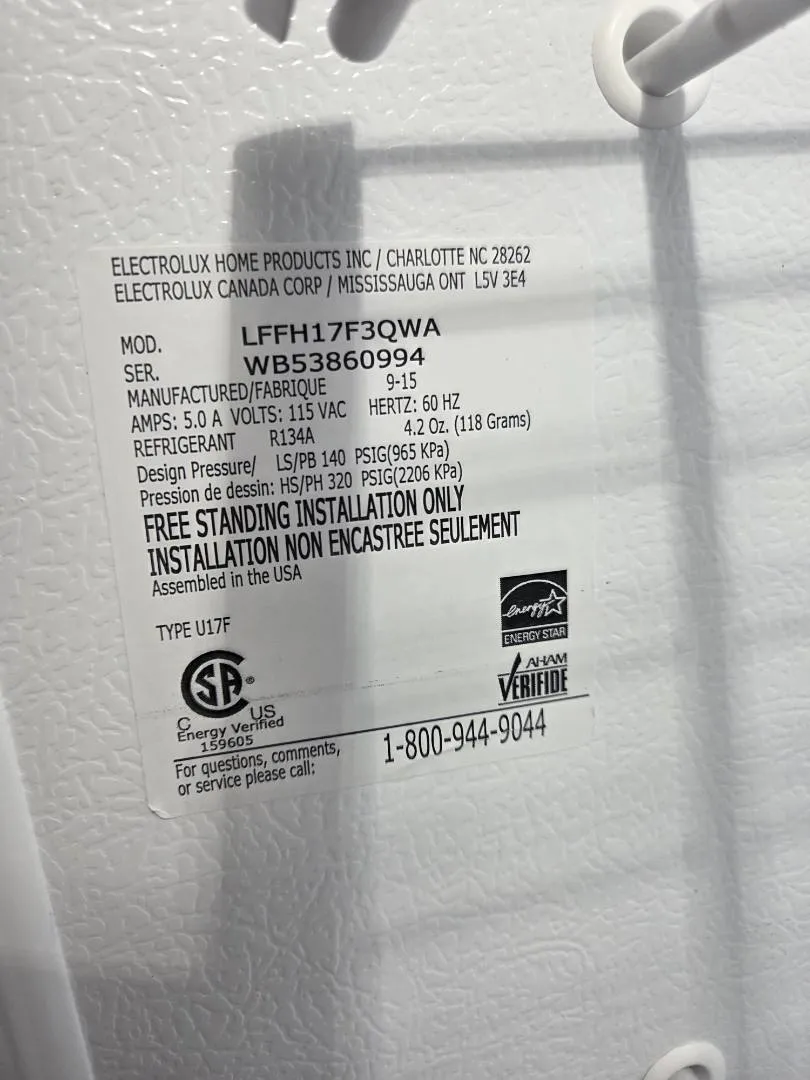 ELECTROLUX HOME PRODUCTS INC / CHARLOTTE NC 28262
ELECTROLUX CANADA CORP / MISSISSAUGA ONT L5V 3E4
MOD. LFFH17F3QWA
SER. WB53860994
MANUFACTURED/FABRIQUE 9-15
AMPS: 5.0 A VOLTS: 115 VAC HERTZ: 60 HZ
REFRIGERANT R134A 4.2 Oz. (118 Grams)
Design Pressure/ LS/PB 140 PSIG(965 KPa)
Pression de dessin: HS/PH 320 PSIG(2206 KPa)
FREE STANDING INSTALLATION ONLY
INSTALLATION NON ENCASTREE SEULEMENT
Assembled in the USA
TYPE U17F
energy
ENERGY STAR
SA ®
C US
Energy Verified
159605
AHAM
VERIFIDE
For questions, comments,
or service please call:
1-800-944-9044